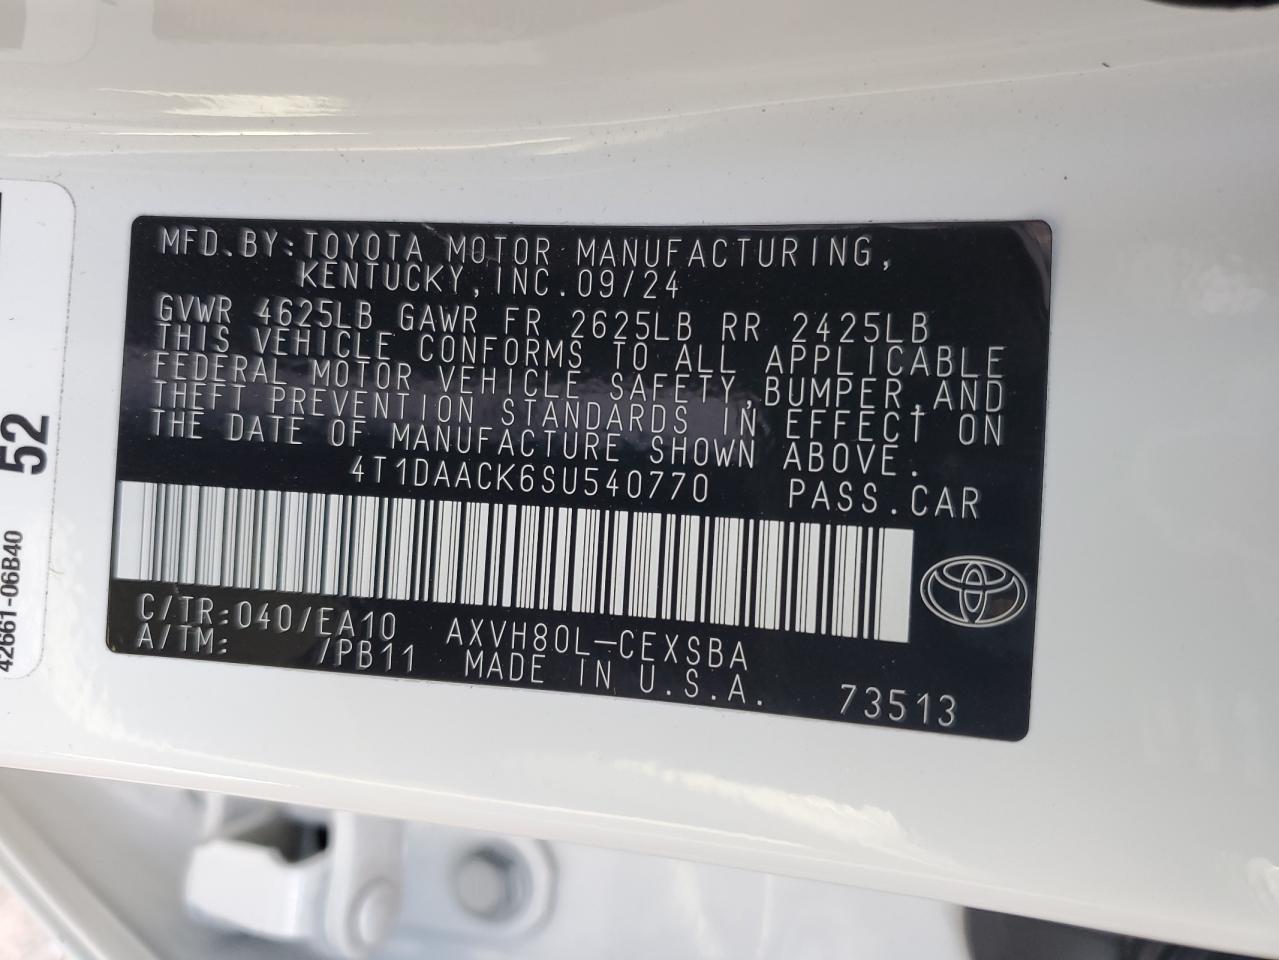 MFD.BY:TOYOTA MOTOR MANUFACTURING,
KENTUCKY,INC.09/24
GVWR 4625LB GAWR FR 2625LB RR 2425LB
THIS VEHICLE CONFORMS TO ALL APPLICABLE
FEDERAL MOTOR VEHICLE SAFETY,BUMPER,AND
THEFT PREVENTION STANDARDS IN EFFECT ON
THE DATE OF MANUFACTURE SHOWN ABOVE.
4T1DAACK6SU540770 PASS.CAR
C/TR:040/EA10 AXVH80L-CEXSBA
A/TM: /PB11 MADE IN U.S.A. 73513
52
42661-06B40